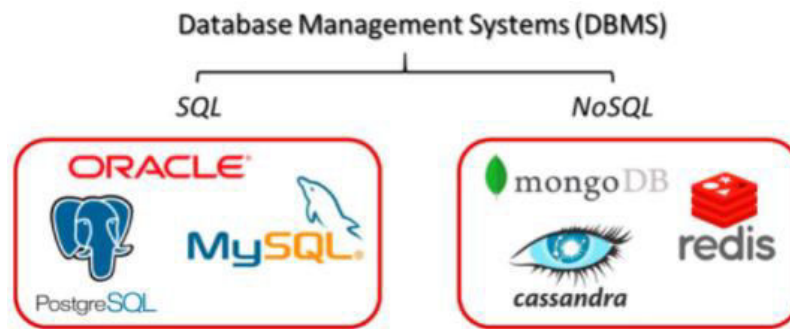 Database Management Systems (DBMS)
SQL
NoSQL
ORACLE®
MySQL®
PostgreSQL
mongoDB
redis
cassandra